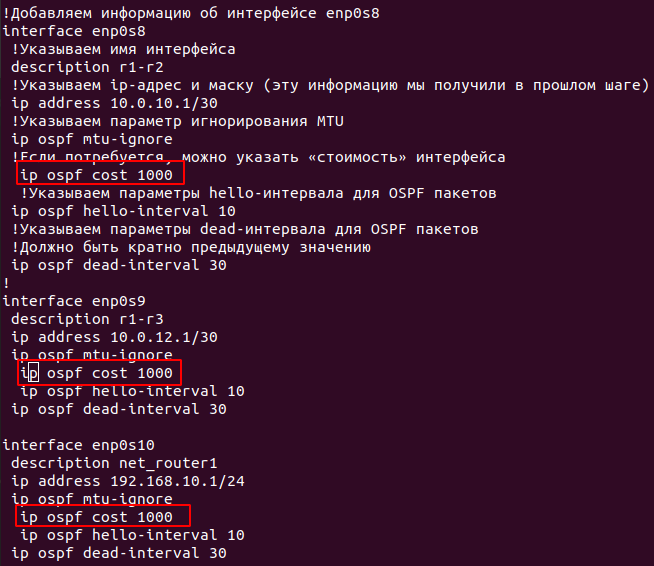 !Добавляем информацию об интерфейсе enp0s8
interface enp0s8
!Указываем имя интерфейса
description r1-r2
!Указываем ip-адрес и маску (эту информацию мы получили в прошлом шаге)
ip address 10.0.10.1/30
!Указываем параметр игнорирования MTU
ip ospf mtu-ignore
!Если потребуется, можно указать «стоимость» интерфейса
ip ospf cost 1000
!Указываем параметры hello-интервала для OSPF пакетов
ip ospf hello-interval 10
!Указываем параметры dead-интервала для OSPF пакетов
!Должно быть кратно предыдущему значению
ip ospf dead-interval 30
!
interface enp0s9
description r1-r3
ip address 10.0.12.1/30
ip ospf mtu-ignore
ip ospf cost 1000
ip ospf hello-interval 10
ip ospf dead-interval 30
interface enp0s10
description net_router1
ip address 192.168.10.1/24
ip ospf mtu-ignore
ip ospf cost 1000
ip ospf hello-interval 10
ip ospf dead-interval 30